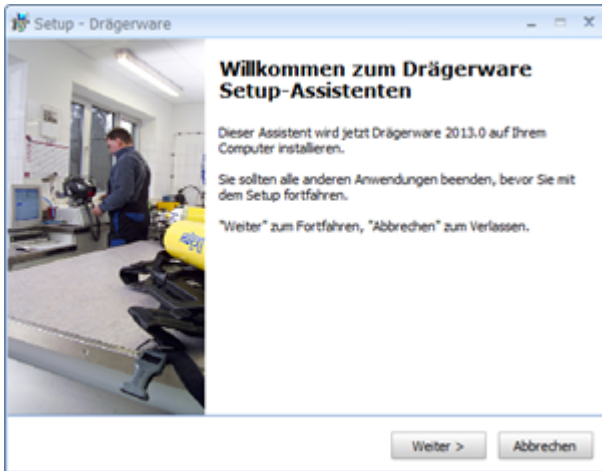 Setup - Drägerware
Willkommen zum Drägerware
Setup-Assistenten
Dieser Assistent wird jetzt Drägerware 2013.0 auf Ihrem
Computer installieren.
Sie sollten alle anderen Anwendungen beenden, bevor Sie mit
dem Setup fortfahren.
"Weiter" zum Fortfahren, "Abbrechen" zum Verlassen.
Weiter >
Abbrechen